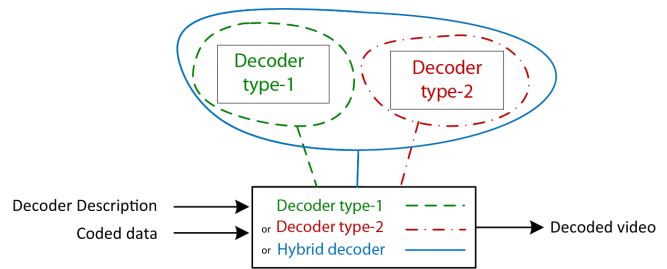 Decoder
type-1
Decoder
type-2
Decoder Description
Coded data
Decoder type-1
or Decoder type-2
or Hybrid decoder
Decoded video